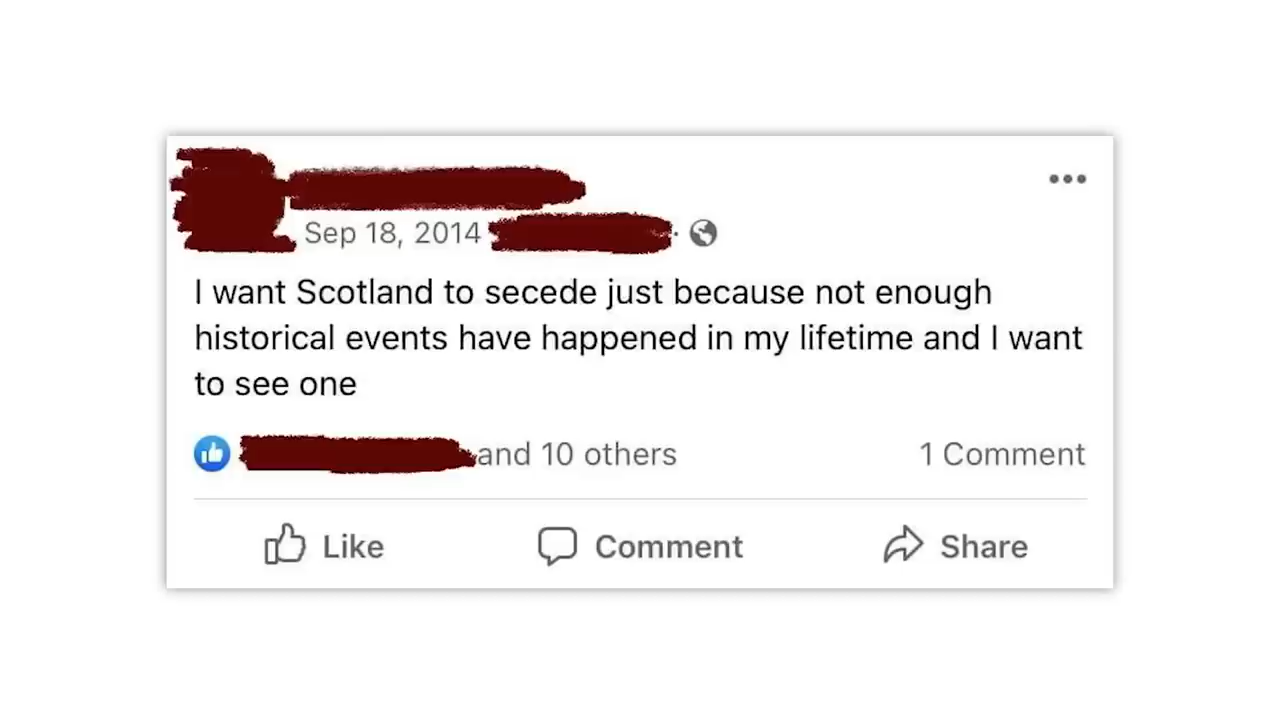 Sep 18, 2014
I want Scotland to secede just because not enough
historical events have happened in my lifetime and I want
to see one
and 10 others 1 Comment
Like Comment Share